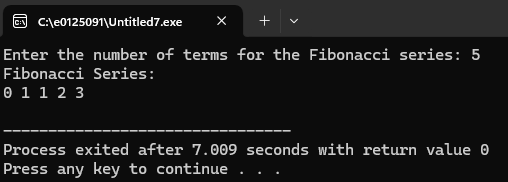 C:\e0125091\Untitled7.exe
Enter the number of terms for the Fibonacci series: 5
Fibonacci Series:
0 1 1 2 3
--------------------------------
Process exited after 7.009 seconds with return value 0
Press any key to continue . . .